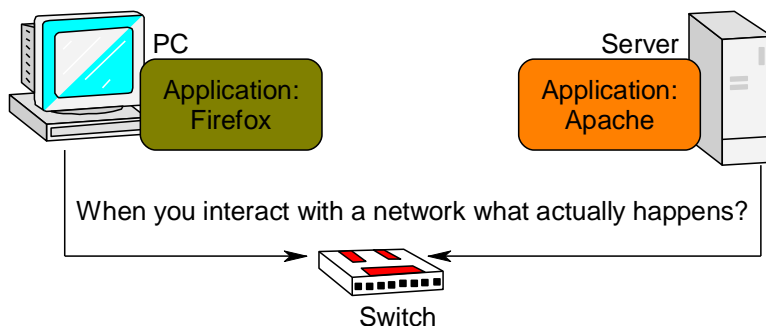 PC
Server
Application:
Firefox
Application:
Apache
When you interact with a network what actually happens?
Switch